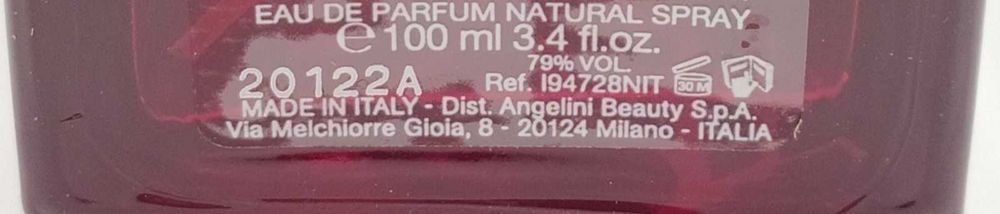 EAU DE PARFUM NATURAL SPRAY
℮ 100 ml 3.4 fl.oz.
79% VOL.
20122A Ref. I94728NIT 30 M
MADE IN ITALY - Dist. Angelini Beauty S.p.A.
Via Melchiorre Gioia, 8 - 20124 Milano - ITALIA